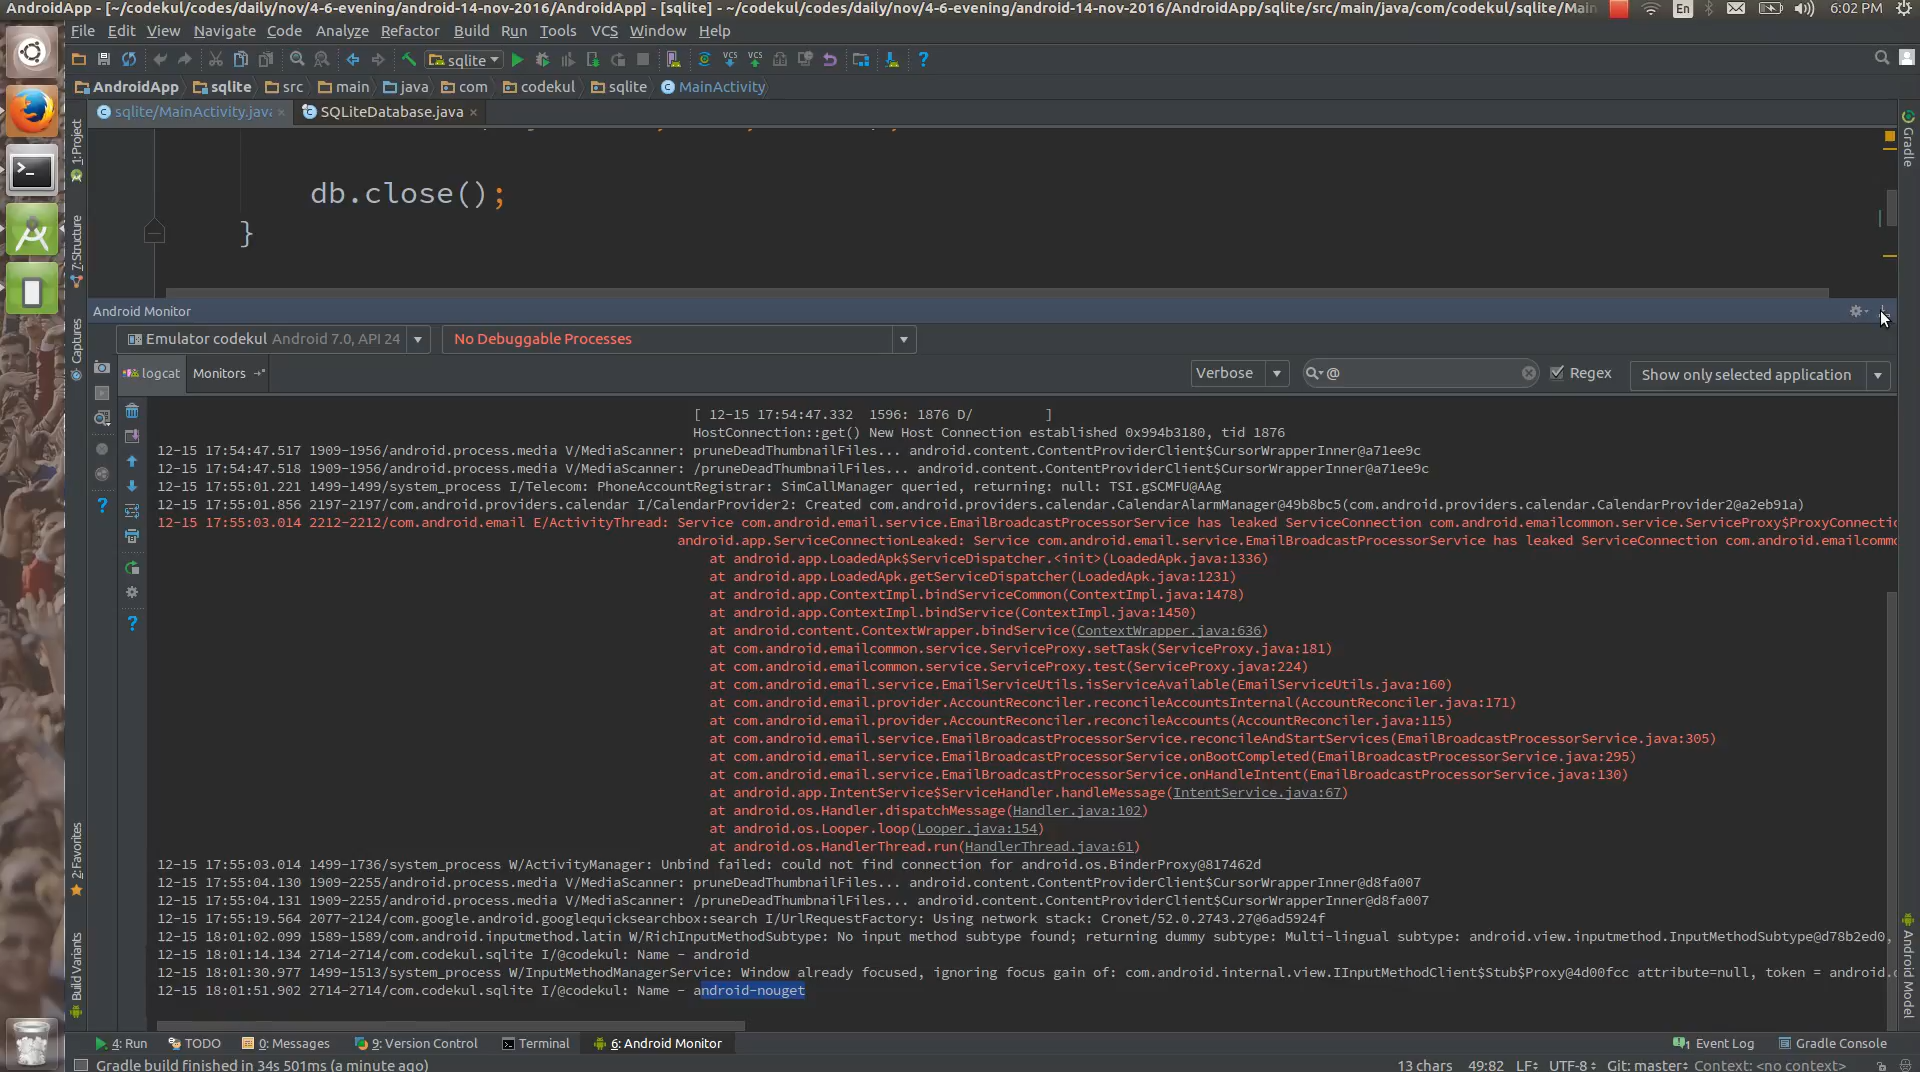 AndroidApp - [~/codekul/codes/daily/nov/4-6-evening/android-14-nov-2016/AndroidApp] - [sqlite] - ~/codekul/codes/daily/nov/4-6-evening/android-14-nov-2016/AndroidApp/sqlite/src/main/java/com/codekul/sqlite/Main
En
6:02 PM
File Edit View Navigate Code Analyze Refactor Build Run Tools VCS Window Help
sqlite
VCS VCS
AndroidApp sqlite src main java com codekul sqlite MainActivity
sqlite/MainActivity.java SQLiteDatabase.java
db.close();
}
Android Monitor
Emulator codekul Android 7.0, API 24 No Debuggable Processes
logcat Monitors Verbose @ Regex Show only selected application
[ 12-15 17:54:47.332 1596: 1876 D/ ]
HostConnection::get() New Host Connection established 0x994b3180, tid 1876
12-15 17:54:47.517 1909-1956/android.process.media V/MediaScanner: pruneDeadThumbnailFiles... android.content.ContentProviderClient$CursorWrapperInner@a71ee9c
12-15 17:54:47.518 1909-1956/android.process.media V/MediaScanner: /pruneDeadThumbnailFiles... android.content.ContentProviderClient$CursorWrapperInner@a71ee9c
12-15 17:55:01.221 1499-1499/system_process I/Telecom: PhoneAccountRegistrar: SimCallManager queried, returning: null: TSI.gSCMFU@AAg
12-15 17:55:01.856 2197-2197/com.android.providers.calendar I/CalendarProvider2: Created com.android.providers.calendar.CalendarAlarmManager@49b8bc5(com.android.providers.calendar.CalendarProvider2@a2eb91a)
12-15 17:55:03.014 2212-2212/com.android.email E/ActivityThread: Service com.android.email.service.EmailBroadcastProcessorService has leaked ServiceConnection com.android.emailcommon.service.ServiceProxy$ProxyConnectio
android.app.ServiceConnectionLeaked: Service com.android.email.service.EmailBroadcastProcessorService has leaked ServiceConnection com.android.emailcommo
at android.app.LoadedApk$ServiceDispatcher.<init>(LoadedApk.java:1336)
at android.app.LoadedApk.getServiceDispatcher(LoadedApk.java:1231)
at android.app.ContextImpl.bindServiceCommon(ContextImpl.java:1478)
at android.app.ContextImpl.bindService(ContextImpl.java:1450)
at android.content.ContextWrapper.bindService(ContextWrapper.java:636)
at com.android.emailcommon.service.ServiceProxy.setTask(ServiceProxy.java:181)
at com.android.emailcommon.service.ServiceProxy.test(ServiceProxy.java:224)
at com.android.email.service.EmailServiceUtils.isServiceAvailable(EmailServiceUtils.java:160)
at com.android.email.provider.AccountReconciler.reconcileAccountsInternal(AccountReconciler.java:171)
at com.android.email.provider.AccountReconciler.reconcileAccounts(AccountReconciler.java:115)
at com.android.email.service.EmailBroadcastProcessorService.reconcileAndStartServices(EmailBroadcastProcessorService.java:305)
at com.android.email.service.EmailBroadcastProcessorService.onBootCompleted(EmailBroadcastProcessorService.java:295)
at com.android.email.service.EmailBroadcastProcessorService.onHandleIntent(EmailBroadcastProcessorService.java:130)
at android.app.IntentService$ServiceHandler.handleMessage(IntentService.java:67)
at android.os.Handler.dispatchMessage(Handler.java:102)
at android.os.Looper.loop(Looper.java:154)
at android.os.HandlerThread.run(HandlerThread.java:61)
12-15 17:55:03.014 1499-1736/system_process W/ActivityManager: Unbind failed: could not find connection for android.os.BinderProxy@817462d
12-15 17:55:04.130 1909-2255/android.process.media V/MediaScanner: pruneDeadThumbnailFiles... android.content.ContentProviderClient$CursorWrapperInner@d8fa007
12-15 17:55:04.131 1909-2255/android.process.media V/MediaScanner: /pruneDeadThumbnailFiles... android.content.ContentProviderClient$CursorWrapperInner@d8fa007
12-15 17:55:19.564 2077-2124/com.google.android.googlequicksearchbox:search I/UrlRequestFactory: Using network stack: Cronet/52.0.2743.27@6ad5924f
12-15 18:01:02.099 1589-1589/com.android.inputmethod.latin W/RichInputMethodSubtype: No input method subtype found; returning dummy subtype: Multi-lingual subtype: android.view.inputmethod.InputMethodSubtype@d78b2ed0,
12-15 18:01:14.134 2714-2714/com.codekul.sqlite I/@codekul: Name - android
12-15 18:01:30.977 1499-1513/system_process W/InputMethodManagerService: Window already focused, ignoring focus gain of: com.android.internal.view.IInputMethodClient$Stub$Proxy@4d00fcc attribute=null, token = android.o
12-15 18:01:51.902 2714-2714/com.codekul.sqlite I/@codekul: Name - android-nouget
1: Project
7: Structure
Captures
2: Favorites
Build Variants
Gradle
Android Model
4: Run TODO 0: Messages 9: Version Control Terminal 6: Android Monitor 1 Event Log Gradle Console
Gradle build finished in 34s 501ms (a minute ago) 13 chars 49:82 LF÷ UTF-8÷ Git: master÷ Context: <no context>